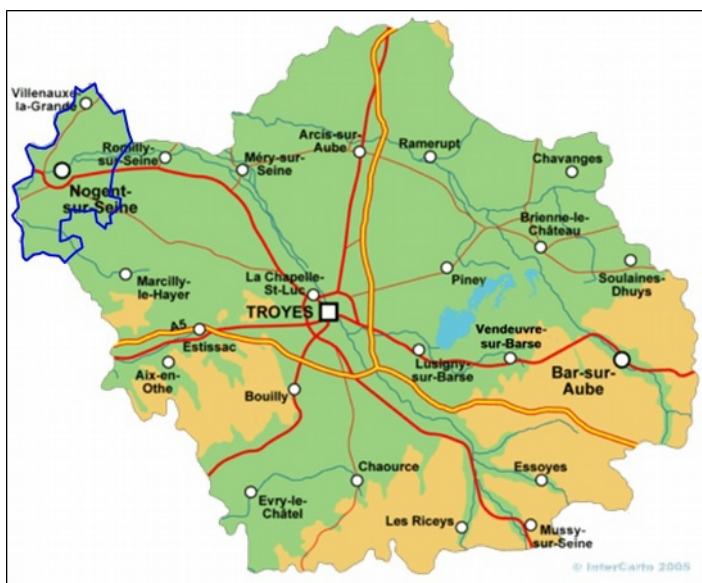 Villenauxe-
la-Grande
Romilly-
sur-Seine
Nogent-
sur-Seine
Méry-sur-
Seine
Arcis-sur-
Aube
Ramerupt
Chavanges
Brienne-le-
Château
Marcilly-
le-Hayer
La Chapelle-
St-Luc
TROYES
Piney
Soulaines-
Dhuys
A5
Estissac
Aix-en-
Othe
Bouilly
Lusigny-
sur-Barse
Vendeuvre-
sur-Barse
Bar-sur-
Aube
Evry-le-
Châtel
Chaource
Essoyes
Les Riceys
Mussy-
sur-Seine
© InterCarto 2005